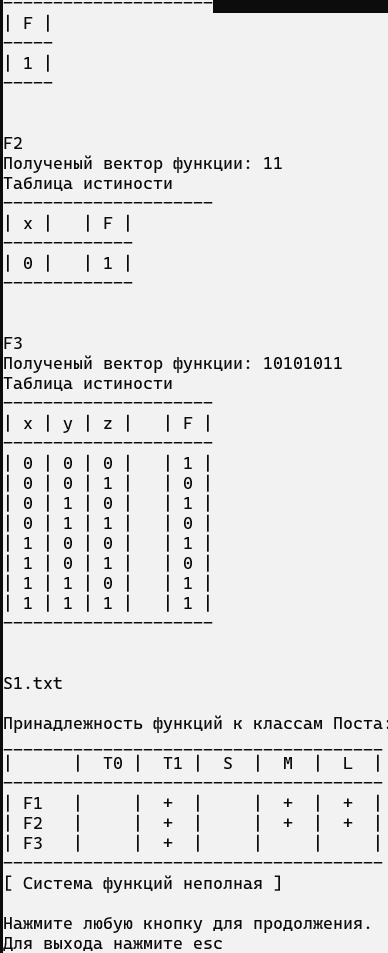 | F |
| 1 |
F2
Полученый вектор функции: 11
Таблица истиности
| x |   | F |
| 0 |   | 1 |
F3
Полученый вектор функции: 10101011
Таблица истиности
| x | y | z |   | F |
| 0 | 0 | 0 |   | 1 |
| 0 | 0 | 1 |   | 0 |
| 0 | 1 | 0 |   | 1 |
| 0 | 1 | 1 |   | 0 |
| 1 | 0 | 0 |   | 1 |
| 1 | 0 | 1 |   | 0 |
| 1 | 1 | 0 |   | 1 |
| 1 | 1 | 1 |   | 1 |
S1.txt
Принадлежность функций к классам Поста:
|      |  T0 |  T1 |  S  |  M  |  L  |
| F1   |     |  +  |     |  +  |  +  |
| F2   |     |  +  |     |  +  |  +  |
| F3   |     |  +  |     |     |     |
[ Система функций неполная ]
Нажмите любую кнопку для продолжения.
Для выхода нажмите esc